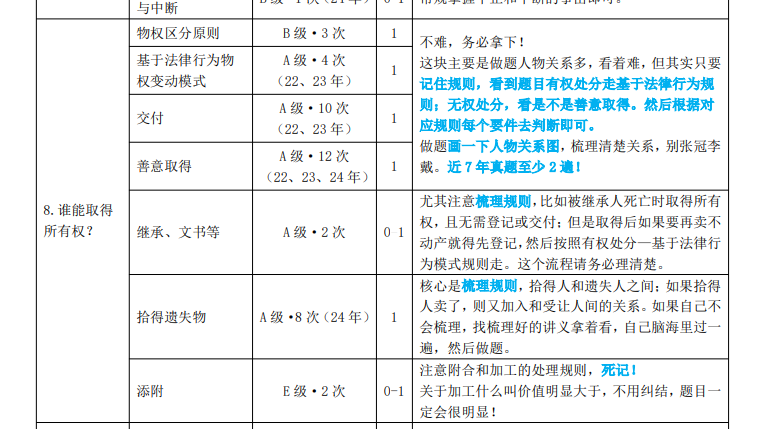 与中断
0-1
物权区分原则
B 级·3 次
1
基于法律行为物
权变动模式
A 级·4 次
（22、23 年）
1
交付
A 级·10 次
（22、23 年）
1
善意取得
A 级·12 次
（22、23、24 年）
1
不难，务必拿下！
这块主要是做题人物关系多，看着难，但其实只要
记住规则，看到题目有权处分走基于法律行为规
则；无权处分，看是不是善意取得。然后根据对
应规则每个要件去判断即可。
做题画一下人物关系图，梳理清楚关系，别张冠李
戴。近 7 年真题至少 2 遍！
8.谁能取得
所有权？
继承、文书等
A 级·2 次
0-1
尤其注意梳理规则，比如被继承人死亡时取得所有
权，且无需登记或交付；但是取得后如果要再卖不
动产就得先登记，然后按照有权处分—基于法律行
为模式规则走。这个流程请务必理清楚。
拾得遗失物
A 级·8 次（24 年）
1
核心是梳理规则，拾得人和遗失人之间；如果拾得
人卖了，则又加入和受让人间的关系。如果自己不
会梳理，找梳理好的讲义拿着看，自己脑海里过一
遍，然后做题。
添附
E 级·2 次
0-1
注意附合和加工的处理规则，死记！
关于加工什么叫价值明显大于，不用纠结，题目一
定会很明显！